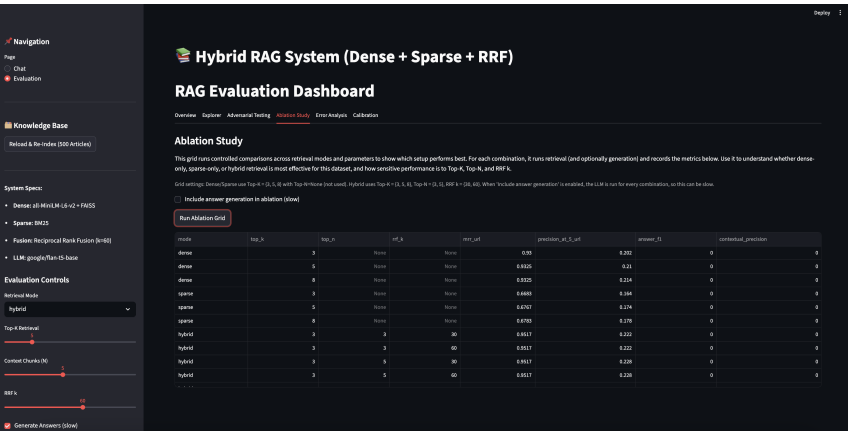 Deploy
Navigation
Page
Chat
Evaluation
Knowledge Base
Reload & Re-Index (500 Articles)
System Specs:
• Dense: all-MiniLM-L6-v2 + FAISS
• Sparse: BM25
• Fusion: Reciprocal Rank Fusion (k=60)
• LLM: google/flan-t5-base
Evaluation Controls
Retrieval Mode
hybrid
Top-K Retrieval
Context Chunks (N)
5
RRF k
60
Generate Answers (slow)
Hybrid RAG System (Dense + Sparse + RRF)
RAG Evaluation Dashboard
Overview Explorer Adversarial Testing Ablation Study Error Analysis Calibration
Ablation Study
This grid runs controlled comparisons across retrieval modes and parameters to show which setup performs best. For each combination, it runs retrieval (and optionally generation) and records the metrics below. Use it to understand whether dense-
only, sparse-only, or hybrid retrieval is most effective for this dataset, and how sensitive performance is to Top-K, Top-N, and RRF k.
Grid settings: Dense/Sparse use Top-K = {3, 5, 8} with Top-N=None (not used). Hybrid uses Top-K = {3, 5, 8}, Top-N = {3, 5}, RRF k = {30, 60}. When 'Include answer generation' is enabled, the LLM is run for every combination, so this can be slow.
Include answer generation in ablation (slow)
Run Ablation Grid
mode top_k top_n rrf_k mrr_url precision_at_5_url answer_f1 contextual_precision
dense 3 None None 0.93 0.202 0 0
dense 5 None None 0.9325 0.21 0 0
dense 8 None None 0.9325 0.214 0 0
sparse 3 None None 0.6683 0.164 0 0
sparse 5 None None 0.6767 0.174 0 0
sparse 8 None None 0.6783 0.178 0 0
hybrid 3 3 30 0.9517 0.222 0 0
hybrid 3 3 60 0.9517 0.222 0 0
hybrid 3 5 30 0.9517 0.228 0 0
hybrid 3 5 60 0.9517 0.228 0 0